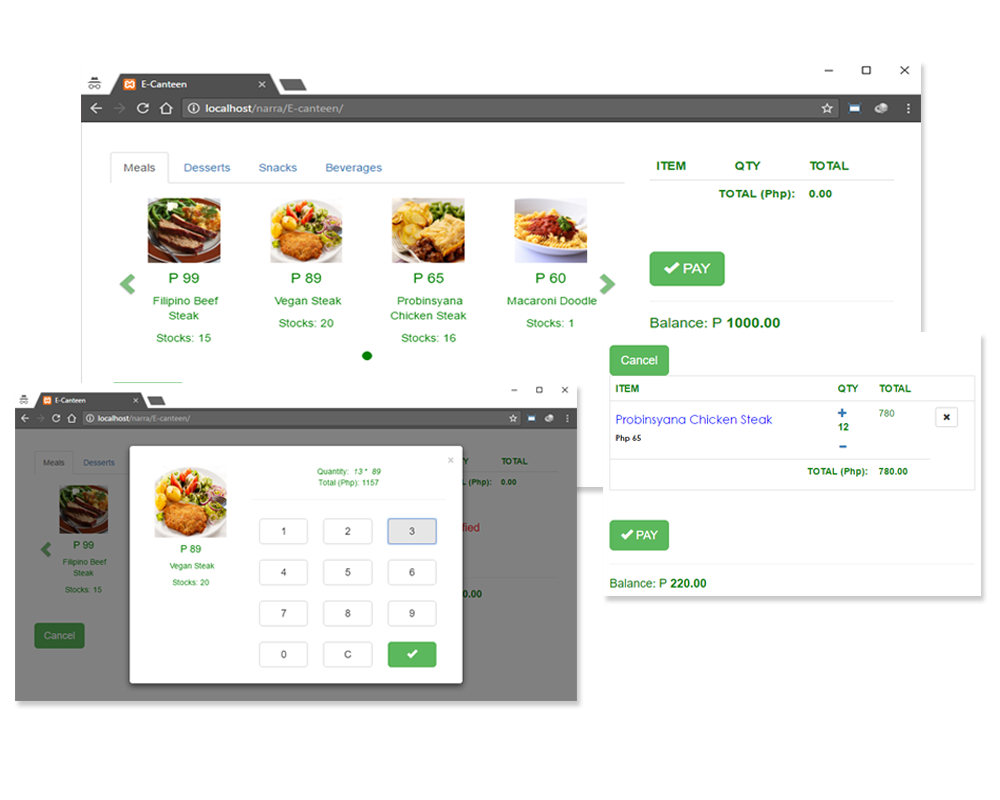 E-Canteen
localhost/narra/E-canteen/
Meals Desserts Snacks Beverages
ITEM QTY TOTAL
TOTAL (Php): 0.00
P 99 P 89 P 65 P 60
Filipino Beef Steak Vegan Steak Probinsyana Chicken Steak Macaroni Doodle
Stocks: 15 Stocks: 20 Stocks: 16 Stocks: 1
PAY
Balance: P 1000.00
Cancel
ITEM QTY TOTAL
Probinsyana Chicken Steak 12 780
Php 65
TOTAL (Php): 780.00
PAY
Balance: P 220.00
E-Canteen
localhost/narra/E-canteen/
Meals Desserts
P 99
Filipino Beef
Steak
Stocks: 15
Cancel
Quantity: 13 * 89
Total (Php): 1157
P 89
Vegan Steak
Stocks: 20
1 2 3
4 5 6
7 8 9
0 C
TOTAL
(Php): 0.00